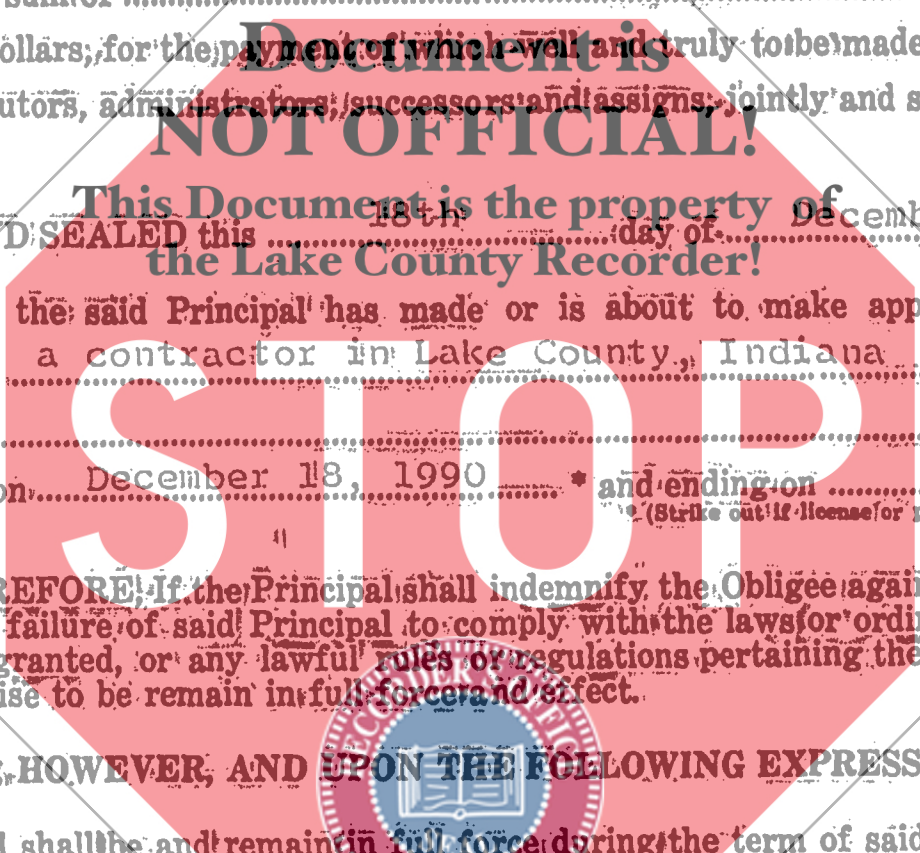 sum of
ollars; for the payment of which well and truly to be made
Document is
utors, administrators, successors and assigns, jointly and s
NOT OFFICIAL!
This Document is the property of
D SEALED this 18th day of Decemb
the Lake County Recorder!
the said Principal has made or is about to make app
a contractor in Lake County., Indiana
STOP
on December 18, 1990 * and ending on
(Strike out if license or
REFORE, If the Principal shall indemnify the Obligee again
failure of said Principal to comply with the laws or ordi
granted, or any lawful rules or regulations pertaining the
ise to be remain in full force and effect.
RECORDER'S OFFIC
HOWEVER, AND UPON THE FOLLOWING EXPRESS
shall be and remain in full force during the term of said